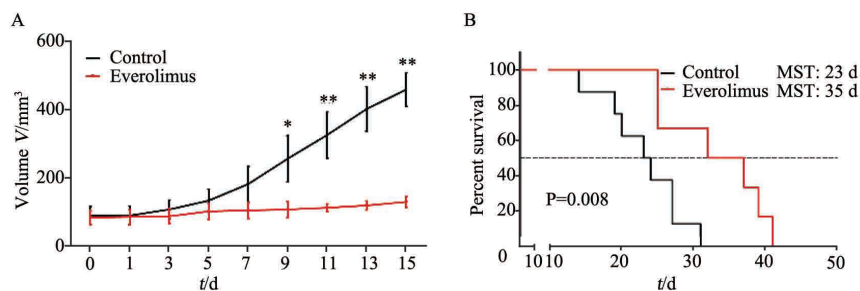 A
600
400
200
0
Volume V/mm³
Control
Everolimus
*
**
**
**
0 1 3 5 7 9 11 13 15
t/d
B
100
80
60
40
20
0
Percent survival
Control MST: 23 d
Everolimus MST: 35 d
P=0.008
10 10 20 30 40 50
t/d